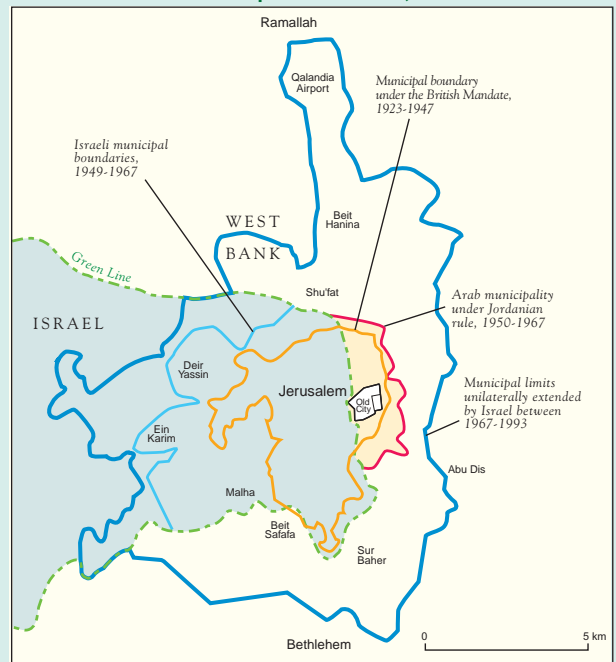 Ramallah
Qalandia
Airport
Municipal boundary
under the British Mandate,
1923-1947
Israeli municipal
boundaries,
1949-1967
WEST
BANK
Beit
Hanina
Green Line
Shu'fat
ISRAEL
Arab municipality
under Jordanian
rule, 1950-1967
Deir
Yassin
Jerusalem
Old
City
Municipal limits
unilaterally extended
by Israel between
1967-1993
Ein
Karim
Abu Dis
Malha
Beit
Safafa
Sur
Baher
Bethlehem
0
5 km